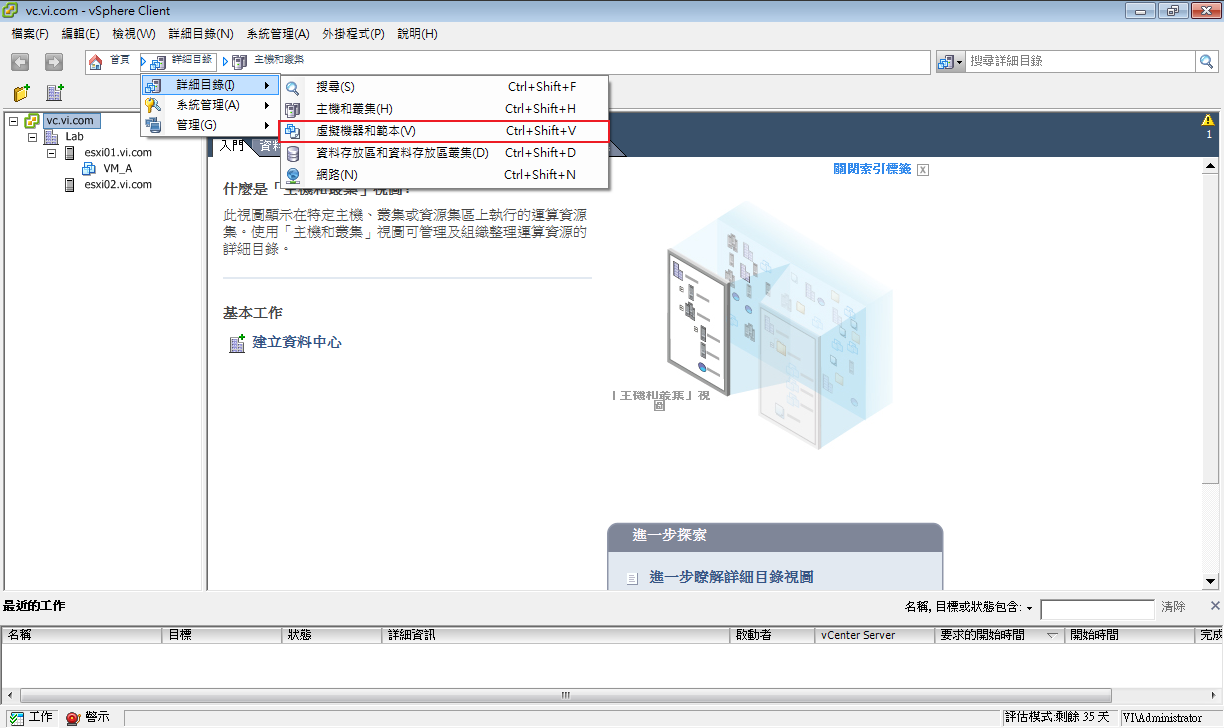 vc.vi.com - vSphere Client
檔案(F) 編輯(E) 檢視(W) 詳細目錄(N) 系統管理(A) 外掛程式(P) 說明(H)
首頁 詳細目錄 主機和叢集 搜尋詳細目錄
詳細目錄(I)
系統管理(A)
管理(G)
搜尋(S) Ctrl+Shift+F
主機和叢集(H) Ctrl+Shift+H
虛擬機器和範本(V) Ctrl+Shift+V
資料存放區和資料存放區叢集(D) Ctrl+Shift+D
網路(N) Ctrl+Shift+N
vc.vi.com
Lab
esxi01.vi.com
VM_A
esxi02.vi.com
1
入門 資料
關閉索引標籤 X
什麼是「主機和叢集」視圖?
此視圖顯示在特定主機、叢集或資源集區上執行的運算資源
集。使用「主機和叢集」視圖可管理及組織整理運算資源的
詳細目錄。
基本工作
建立資料中心
「主機和叢集」視
圖
進一步探索
進一步瞭解詳細目錄視圖
最近的工作
名稱, 目標或狀態包含: 清除
名稱 目標 狀態 詳細資訊 啟動者 vCenter Server 要求的開始時間 開始時間 完成
工作 警示 評估模式:剩餘 35 天 VI\Administrator